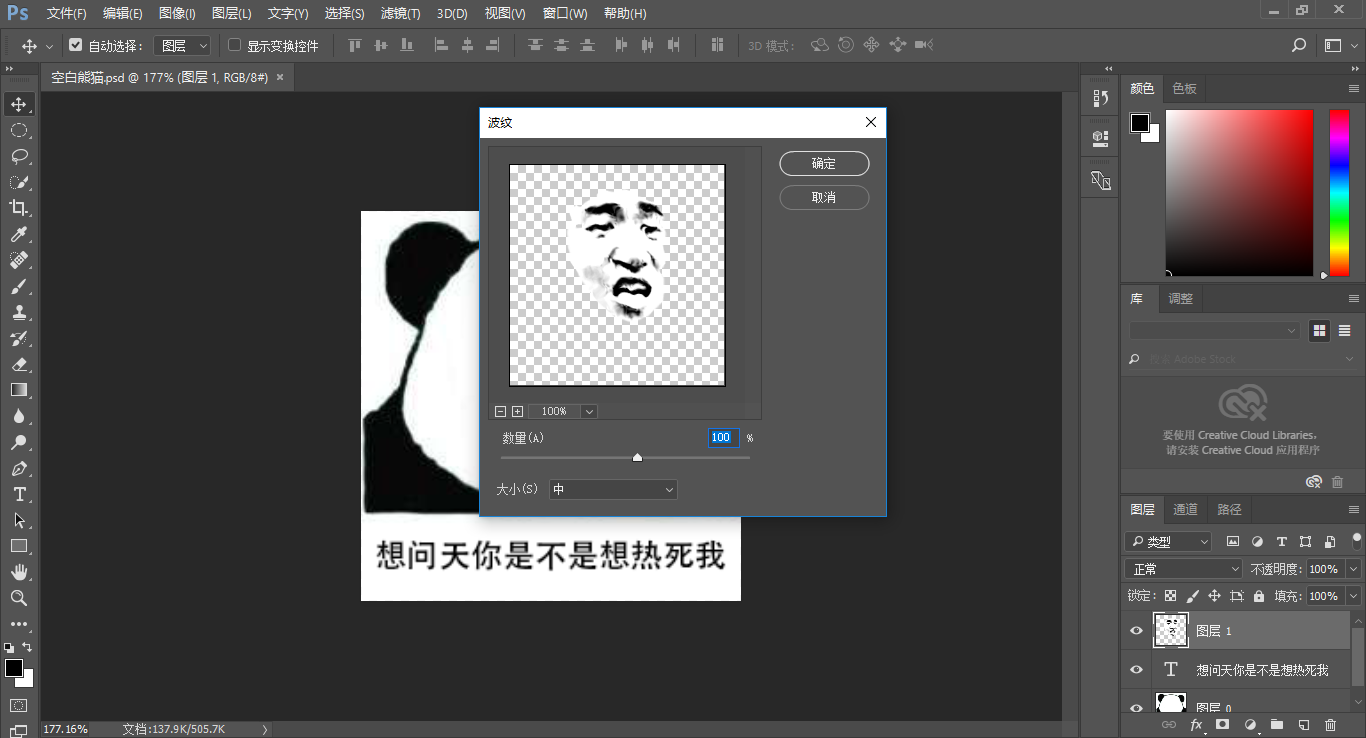 Ps 文件(F) 编辑(E) 图像(I) 图层(L) 文字(Y) 选择(S) 滤镜(T) 3D(D) 视图(V) 窗口(W) 帮助(H)
自动选择： 图层 显示变换控件 3D 模式：
空白熊猫.psd @ 177% (图层 1, RGB/8#) ×
波纹
确定
取消
100%
数量(A) 100 %
大小(S) 中
想问天你是不是想热死我
177.16% 文档:137.9K/505.7K
颜色 色板
库 调整
搜索 Adobe Stock
要使用 Creative Cloud Libraries，
请安装 Creative Cloud 应用程序
图层 通道 路径
类型
正常 不透明度： 100%
锁定： 填充： 100%
图层 1
T 想问天你是不是想热死我
图层 0
fx